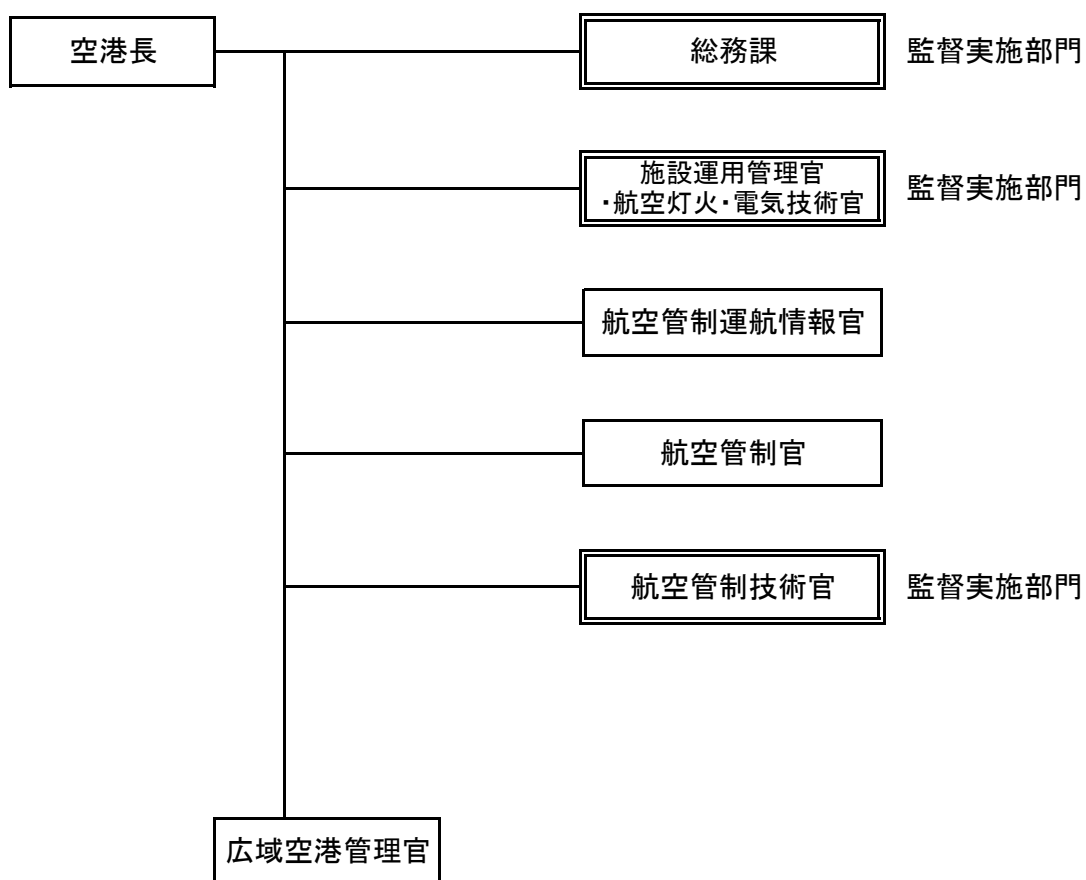 空港長
総務課
監督実施部門
施設運用管理官
・航空灯火・電気技術官
監督実施部門
航空管制運航情報官
航空管制官
航空管制技術官
監督実施部門
広域空港管理官